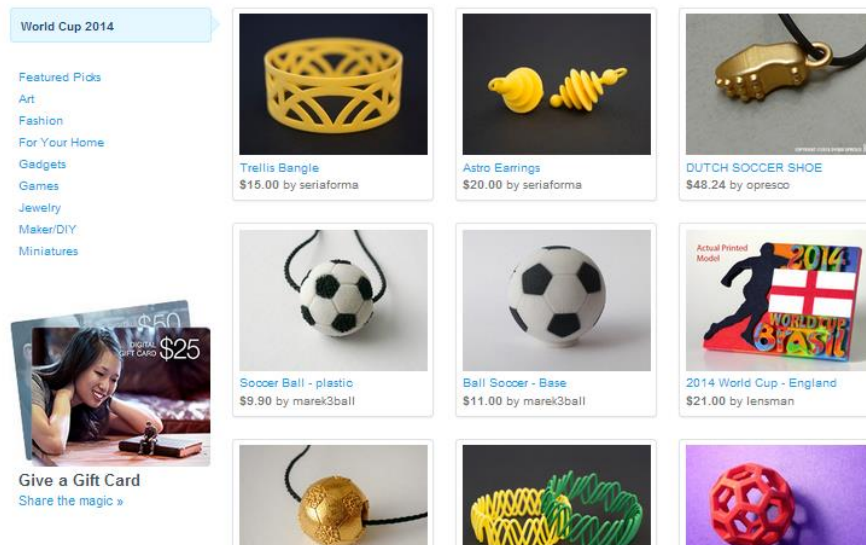 World Cup 2014
Featured Picks
Art
Fashion
For Your Home
Gadgets
Games
Jewelry
Maker/DIY
Miniatures
$50
DIGITAL
GIFT CARD $25
Give a Gift Card
Share the magic »
Trellis Bangle
$15.00 by seriaforma
Astro Earrings
$20.00 by seriaforma
DUTCH SOCCER SHOE
$48.24 by opresco
Soccer Ball - plastic
$9.90 by marek3ball
Ball Soccer - Base
$11.00 by marek3ball
Actual Printed
Model
2014
WORLD CUP
BRASIL
2014 World Cup - England
$21.00 by lensman